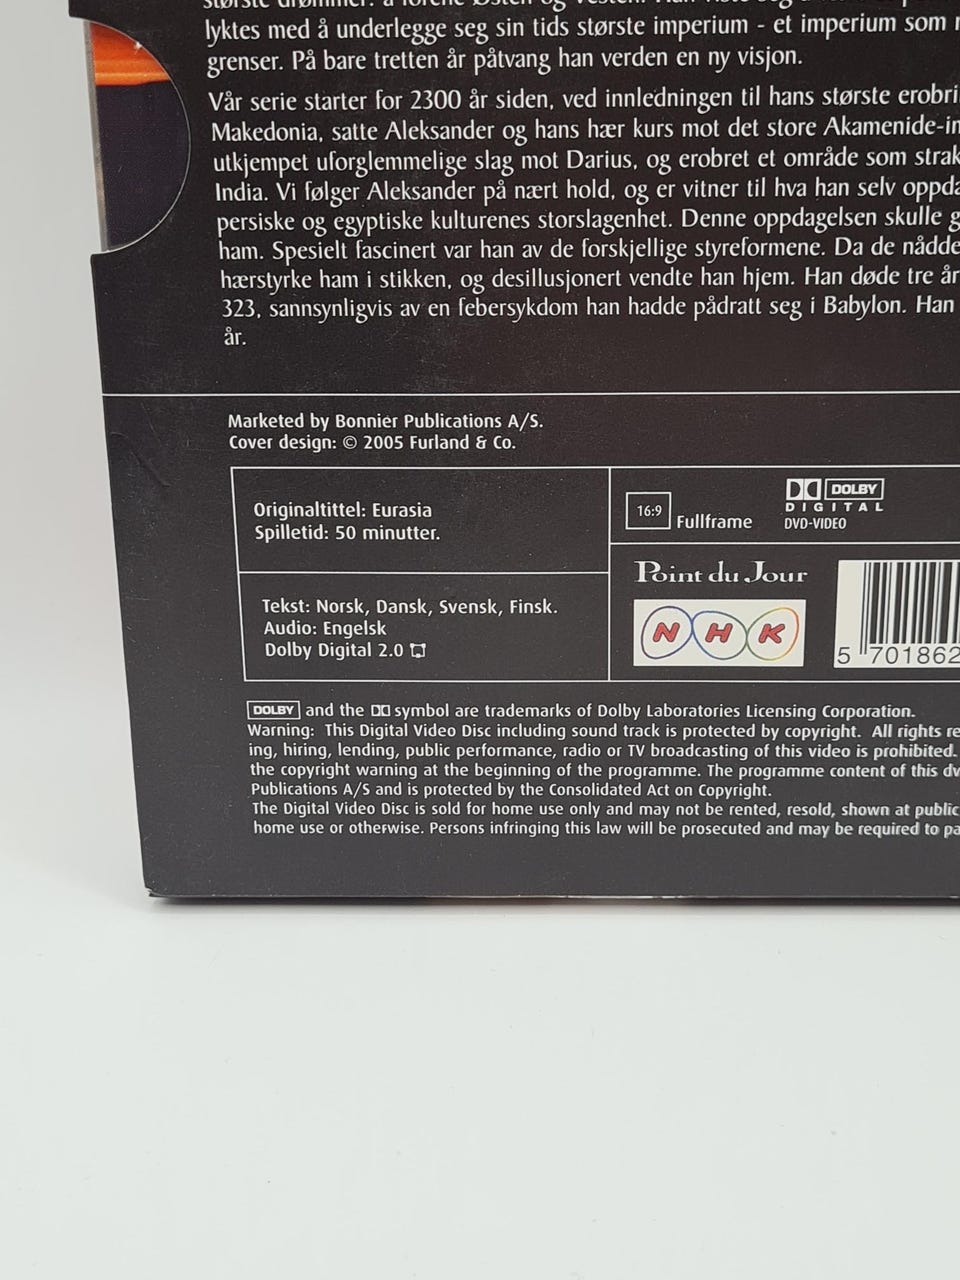 største drømmer: å forene Østen og Vesten. Han viste seg
lyktes med å underlegge seg sin tids største imperium - et imperium som
grenser. På bare tretten år påtvang han verden en ny visjon.
Vår serie starter for 2300 år siden, ved innledningen til hans største erobri
Makedonia, satte Aleksander og hans hær kurs mot det store Akamenide-in
utkjempet uforglemmelige slag mot Darius, og erobret et område som strak
India. Vi følger Aleksander på nært hold, og er vitner til hva han selv oppda
persiske og egyptiske kulturenes storslagenhet. Denne oppdagelsen skulle g
ham. Spesielt fascinert var han av de forskjellige styreformene. Da de nådde
hærstyrke ham i stikken, og desillusjonert vendte han hjem. Han døde tre år
323, sannsynligvis av en febersykdom han hadde pådratt seg i Babylon. Han
år.
Marketed by Bonnier Publications A/S.
Cover design: © 2005 Furland & Co.
Originaltittel: Eurasia
Spilletid: 50 minutter.
Tekst: Norsk, Dansk, Svensk, Finsk.
Audio: Engelsk
Dolby Digital 2.0
16:9 Fullframe
DOLBY
DIGITAL
DVD-VIDEO
Point du Jour
NHK
5 701862
DOLBY and the symbol are trademarks of Dolby Laboratories Licensing Corporation.
Warning: This Digital Video Disc including sound track is protected by copyright. All rights re
ing, hiring, lending, public performance, radio or TV broadcasting of this video is prohibited.
the copyright warning at the beginning of the programme. The programme content of this dv
Publications A/S and is protected by the Consolidated Act on Copyright.
The Digital Video Disc is sold for home use only and may not be rented, resold, shown at public
home use or otherwise. Persons infringing this law will be prosecuted and may be required to pa